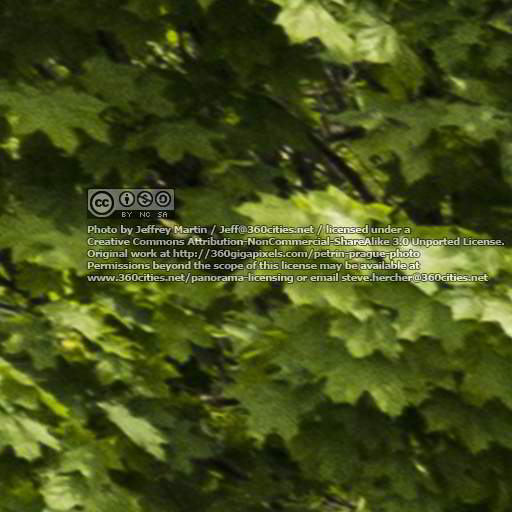 cc BY NC SA
Photo by Jeffrey Martin / Jeff@360cities.net / licensed under a
Creative Commons Attribution-NonCommercial-ShareAlike 3.0 Unported License.
Original work at http://360gigapixels.com/petrin-prague-photo
Permissions beyond the scope of this license may be available at
www.360cities.net/panorama-licensing or email steve.hercher@360cities.net